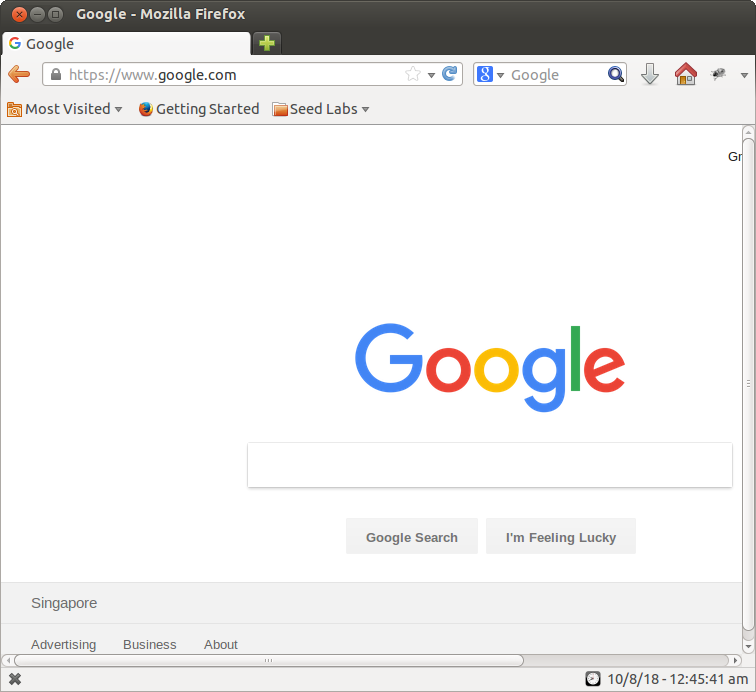 Google - Mozilla Firefox
Google
https://www.google.com
Google
Most Visited
Getting Started
Seed Labs
Gr
Google
Google Search
I'm Feeling Lucky
Singapore
Advertising
Business
About
10/8/18 - 12:45:41 am